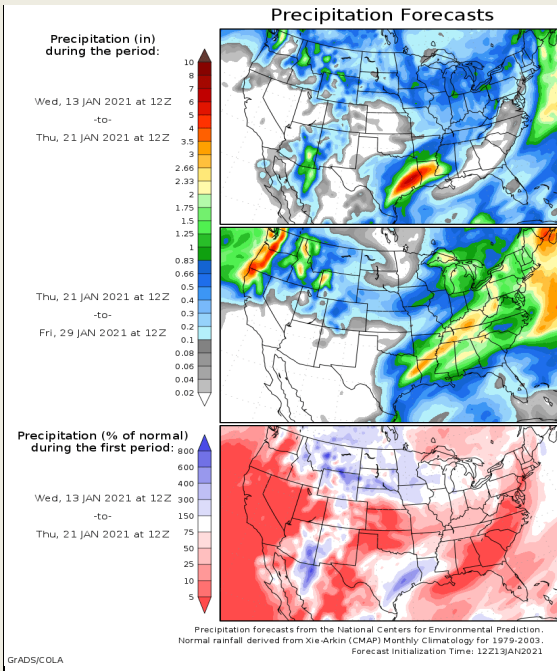 Precipitation Forecasts
Precipitation (in)
during the period:
Wed, 13 JAN 2021 at 12Z
-to-
Thu, 21 JAN 2021 at 12Z
10
8
7
6
5
4
3.5
3
2.66
2.33
2
1.75
1.5
1.25
1
0.83
0.66
0.5
0.4
0.3
0.2
0.1
0.08
0.06
0.04
0.02
Thu, 21 JAN 2021 at 12Z
-to-
Fri, 29 JAN 2021 at 12Z
Precipitation (% of normal)
during the first period:
Wed, 13 JAN 2021 at 12Z
-to-
Thu, 21 JAN 2021 at 12Z
800
600
400
300
150
75
50
25
10
5
Precipitation forecasts from the National Centers for Environmental Prediction.
Normal rainfall derived from Xie-Arkin (CMAP) Monthly Climatology for 1979-2003.
Forecast Initialization Time: 12Z13JAN2021
GrADS/COLA